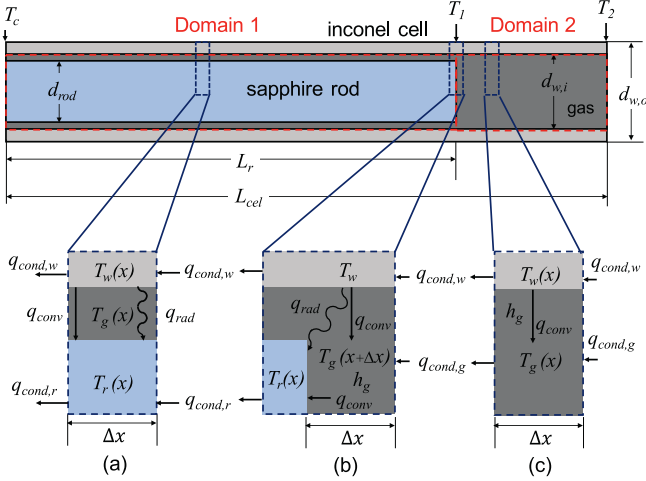 T_c Domain 1 inconel cell T_1 Domain 2 T_2
d_rod sapphire rod d_w,i gas d_w,o
L_r
L_cel
q_cond,w T_w(x) q_cond,w T_w q_cond,w T_w(x) q_cond,w
q_conv T_g(x) q_rad q_rad q_conv h_g q_conv
T_r(x) T_r(x) T_g(x+Δx) h_g q_cond,g T_g(x) q_cond,g
q_cond,r q_cond,r q_conv
Δx Δx Δx
(a) (b) (c)